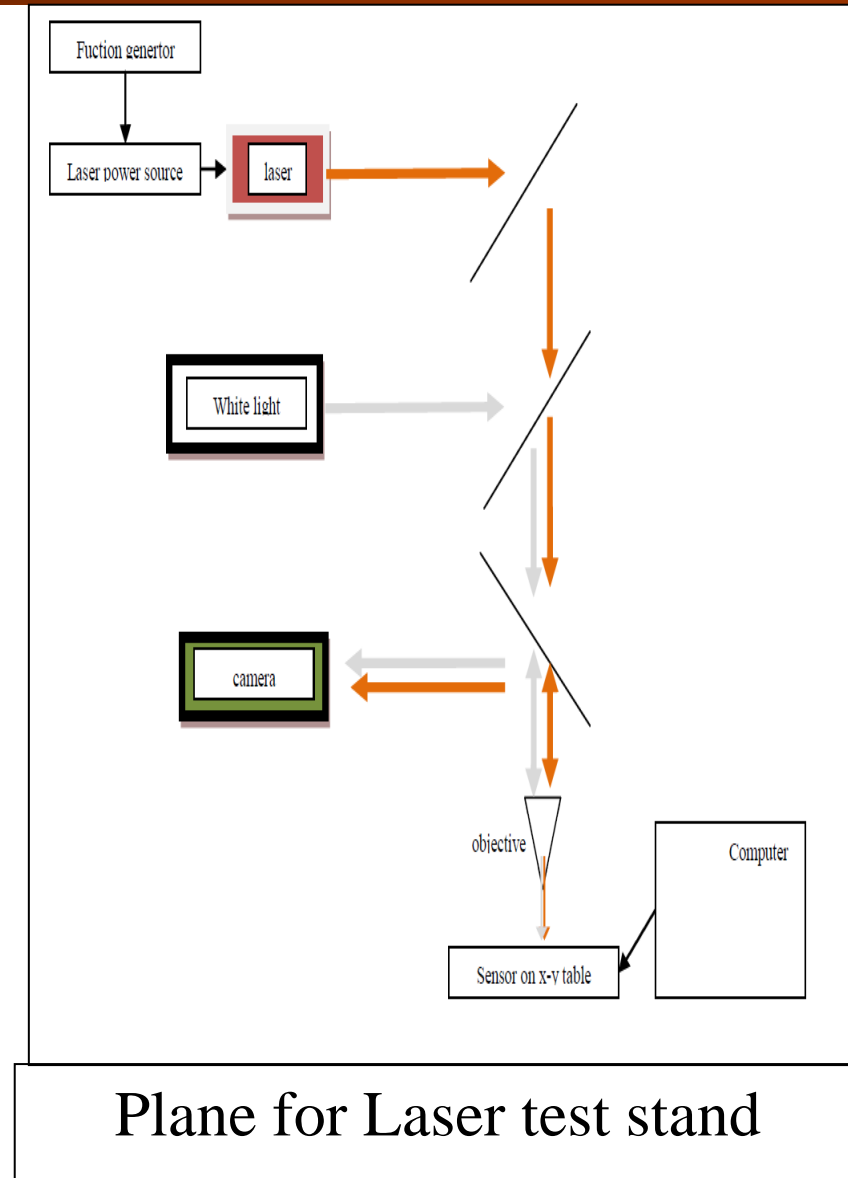 Fuction genertor
Laser power source
laser
White light
camera
objective
Computer
Sensor on x-y table
Plane for Laser test stand